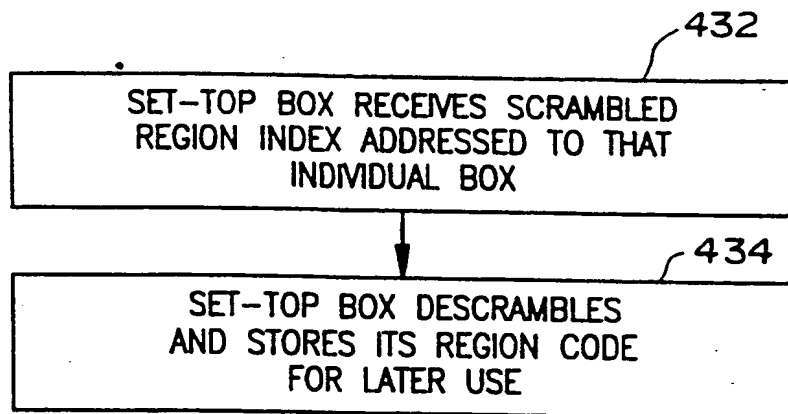 432
SET-TOP BOX RECEIVES SCRAMBLED
REGION INDEX ADDRESSED TO THAT
INDIVIDUAL BOX
434
SET-TOP BOX DESCRAMBLES
AND STORES ITS REGION CODE
FOR LATER USE